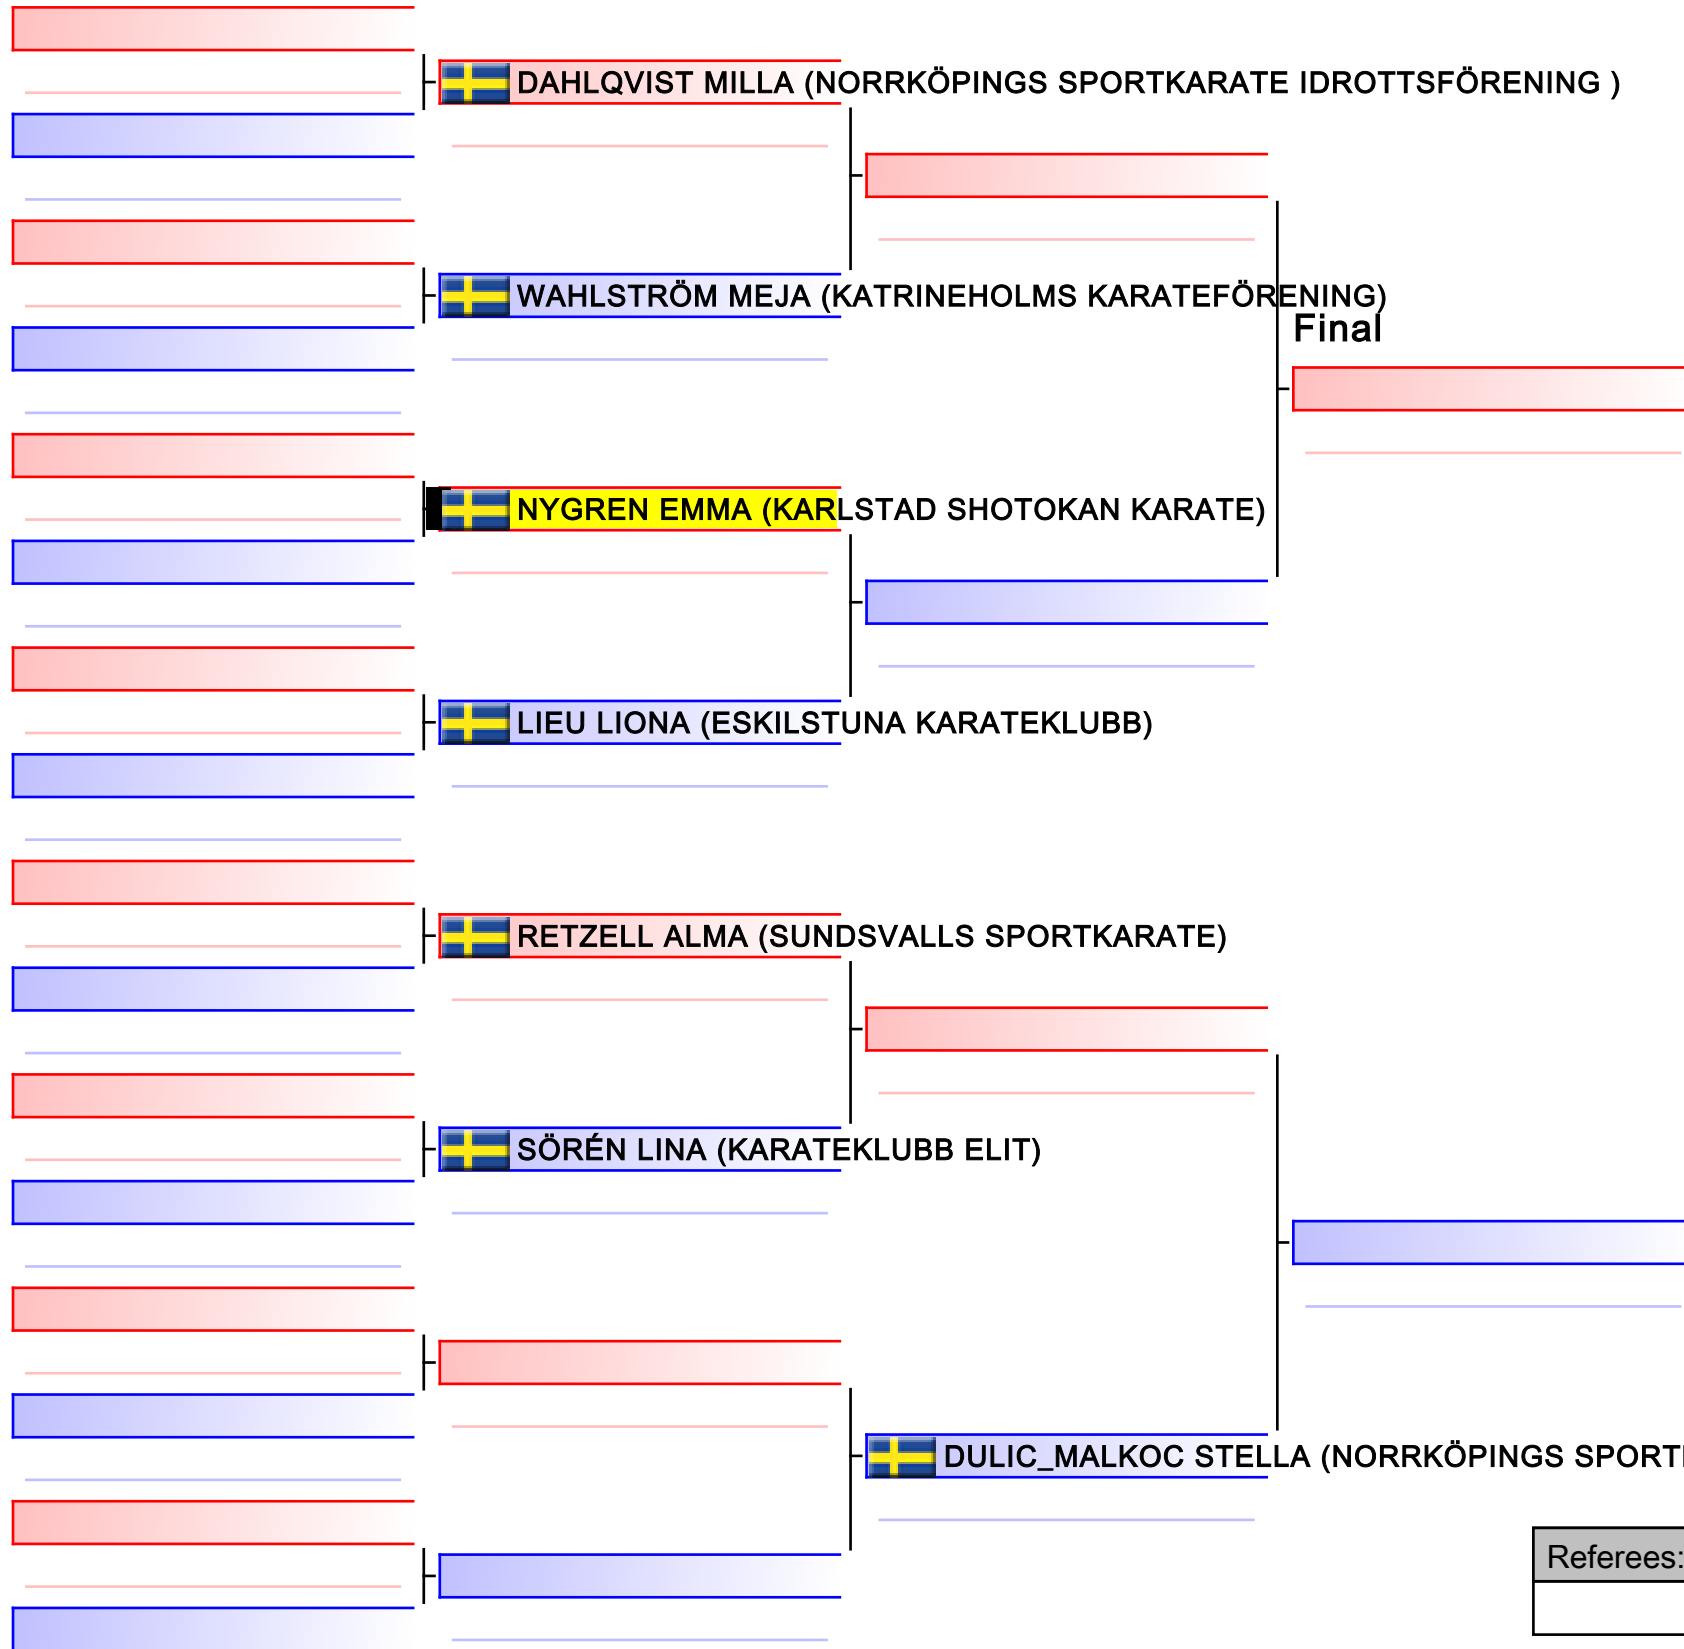 DAHLQVIST MILLA (NORRKÖPINGS SPORTKARATE IDROTTSFÖRENING )
WAHLSTRÖM MEJA (KATRINEHOLMS KARATEFÖRENING)
Final
NYGREN EMMA (KARLSTAD SHOTOKAN KARATE)
LIEU LIONA (ESKILSTUNA KARATEKLUBB)
RETZELL ALMA (SUNDSVALLS SPORTKARATE)
SÖRÉN LINA (KARATEKLUBB ELIT)
DULIC_MALKOC STELLA (NORRKÖPINGS SPORT
Referees: